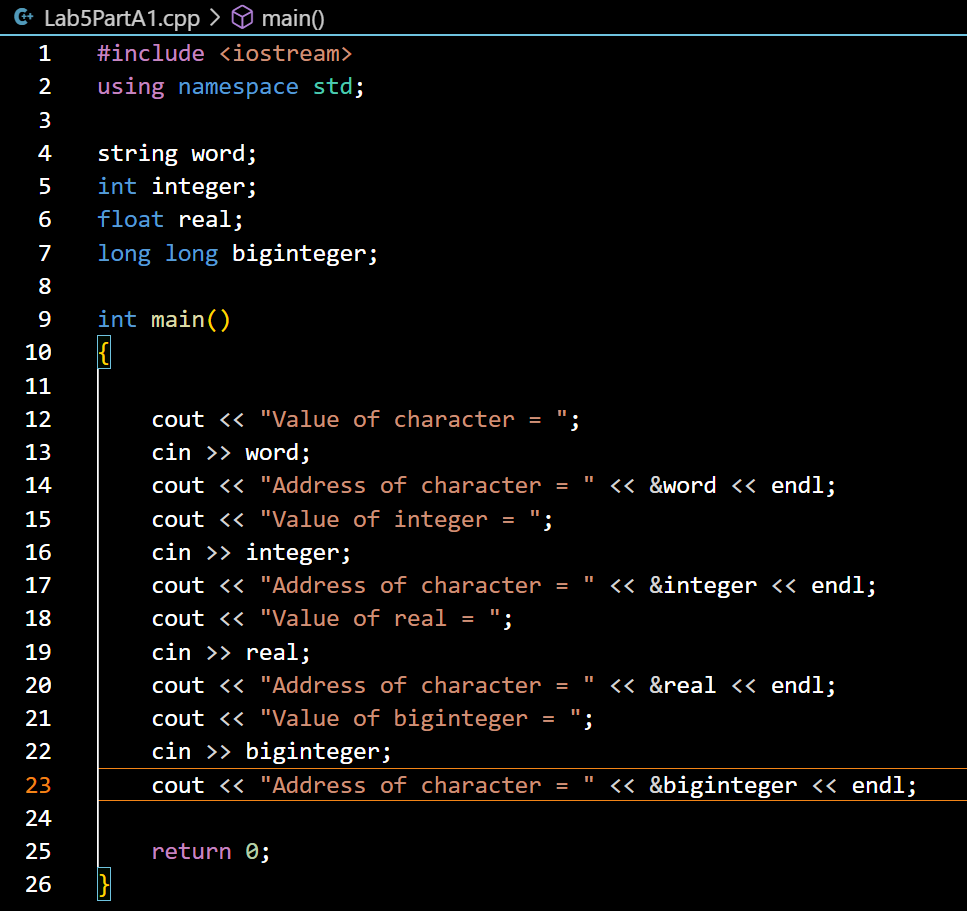 Lab5PartA1.cpp > main()
1 #include <iostream>
2 using namespace std;
3
4 string word;
5 int integer;
6 float real;
7 long long biginteger;
8
9 int main()
10 {
11
12     cout << "Value of character = ";
13     cin >> word;
14     cout << "Address of character = " << &word << endl;
15     cout << "Value of integer = ";
16     cin >> integer;
17     cout << "Address of character = " << &integer << endl;
18     cout << "Value of real = ";
19     cin >> real;
20     cout << "Address of character = " << &real << endl;
21     cout << "Value of biginteger = ";
22     cin >> biginteger;
23     cout << "Address of character = " << &biginteger << endl;
24
25     return 0;
26 }